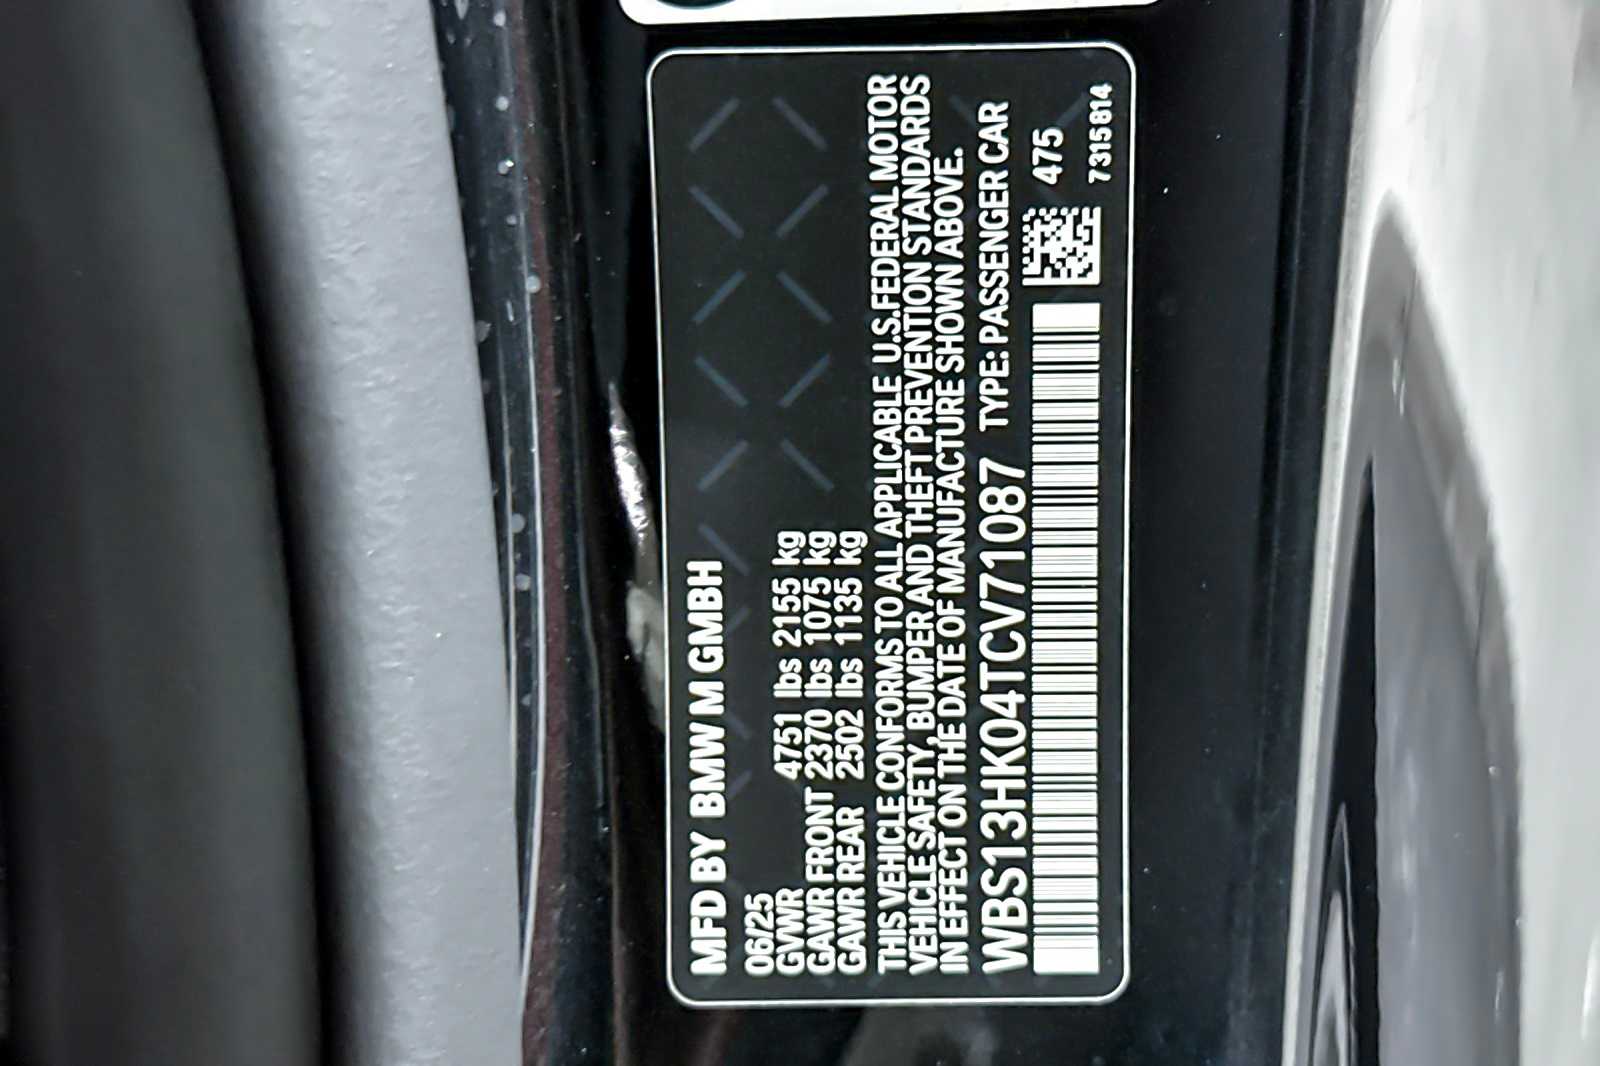 MFD BY BMW M GMBH
06/25
GVWR 4751 lbs 2155 kg
GAWR FRONT 2370 lbs 1075 kg
GAWR REAR 2502 lbs 1135 kg
THIS VEHICLE CONFORMS TO ALL APPLICABLE U.S. FEDERAL MOTOR
VEHICLE SAFETY, BUMPER AND THEFT PREVENTION STANDARDS
IN EFFECT ON THE DATE OF MANUFACTURE SHOWN ABOVE.
WBS13HK04TCV71087 TYPE: PASSENGER CAR
475
7315814